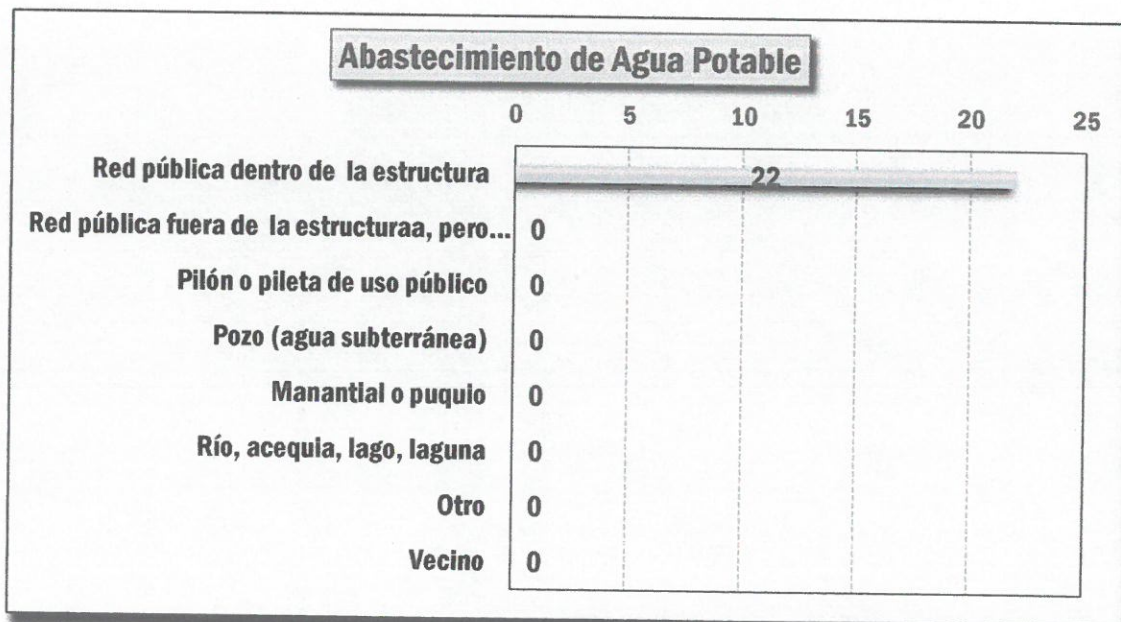 Abastecimiento de Agua Potable
0 5 10 15 20 25
Red pública dentro de la estructura 22
Red pública fuera de la estructuraa, pero... 0
Pilón o pileta de uso público 0
Pozo (agua subterránea) 0
Manantial o puquio 0
Río, acequia, lago, laguna 0
Otro 0
Vecino 0